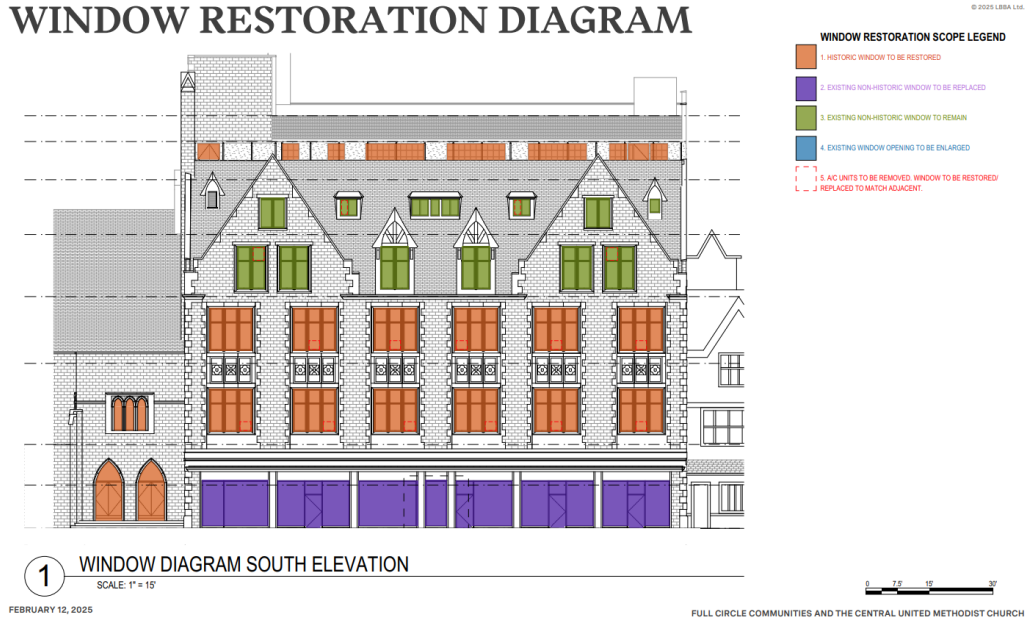 WINDOW RESTORATION DIAGRAM
© 2025 LBBA Ltd.
WINDOW RESTORATION SCOPE LEGEND
1. HISTORIC WINDOW TO BE RESTORED
2. EXISTING NON-HISTORIC WINDOW TO BE REPLACED
3. EXISTING NON-HISTORIC WINDOW TO REMAIN
4. EXISTING WINDOW OPENING TO BE ENLARGED
5. A/C UNITS TO BE REMOVED. WINDOW TO BE RESTORED/
REPLACED TO MATCH ADJACENT.
1
WINDOW DIAGRAM SOUTH ELEVATION
SCALE: 1" = 15'
0 7.5' 15' 30'
FEBRUARY 12, 2025
FULL CIRCLE COMMUNITIES AND THE CENTRAL UNITED METHODIST CHURCH